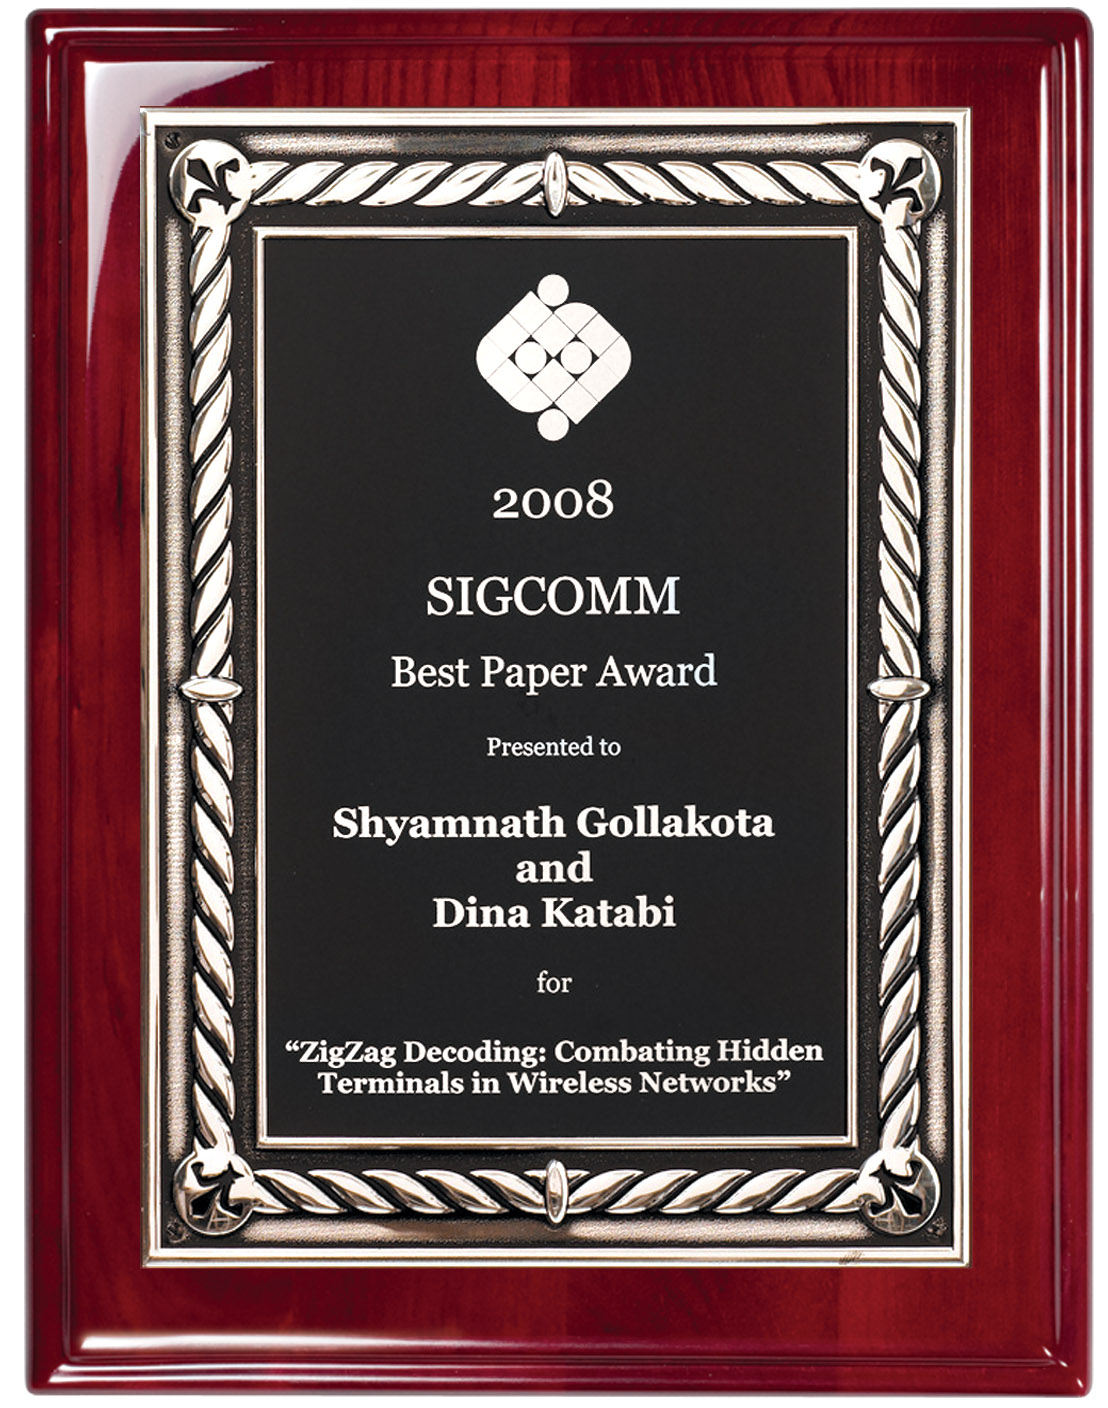 2008
SIGCOMM
Best Paper Award
Presented to
Shyamnath Gollakota
and
Dina Katabi
for
“ZigZag Decoding: Combating Hidden
Terminals in Wireless Networks”